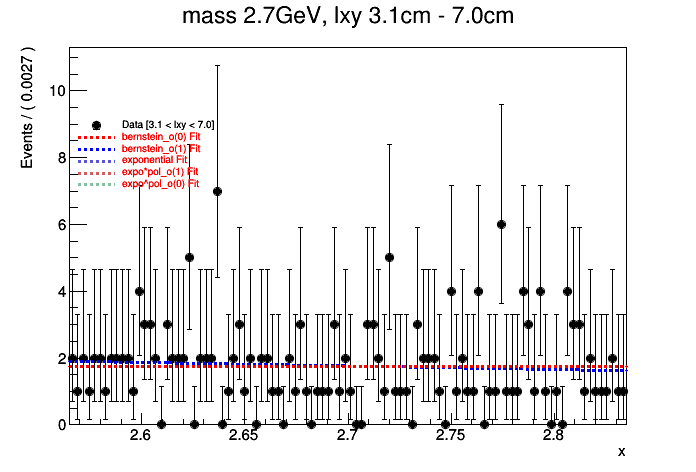 mass 2.7GeV, lxy 3.1cm - 7.0cm
Events / ( 0.0027 )
10
8
6
4
2
0
Data [3.1 < lxy < 7.0]
bernstein_o(0) Fit
bernstein_o(1) Fit
exponential Fit
expo*pol_o(1) Fit
expo^pol_o(0) Fit
2.6 2.65 2.7 2.75 2.8
x